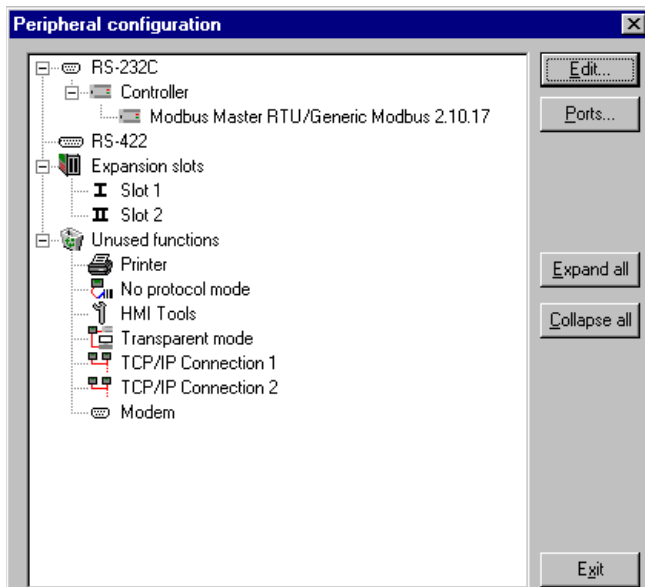 Peripheral configuration
RS-232C
Controller
Modbus Master RTU/Generic Modbus 2.10.17
RS-422
Expansion slots
I Slot 1
II Slot 2
Unused functions
Printer
No protocol mode
HMI Tools
Transparent mode
TCP/IP Connection 1
TCP/IP Connection 2
Modem
Edit...
Ports...
Expand all
Collapse all
Exit